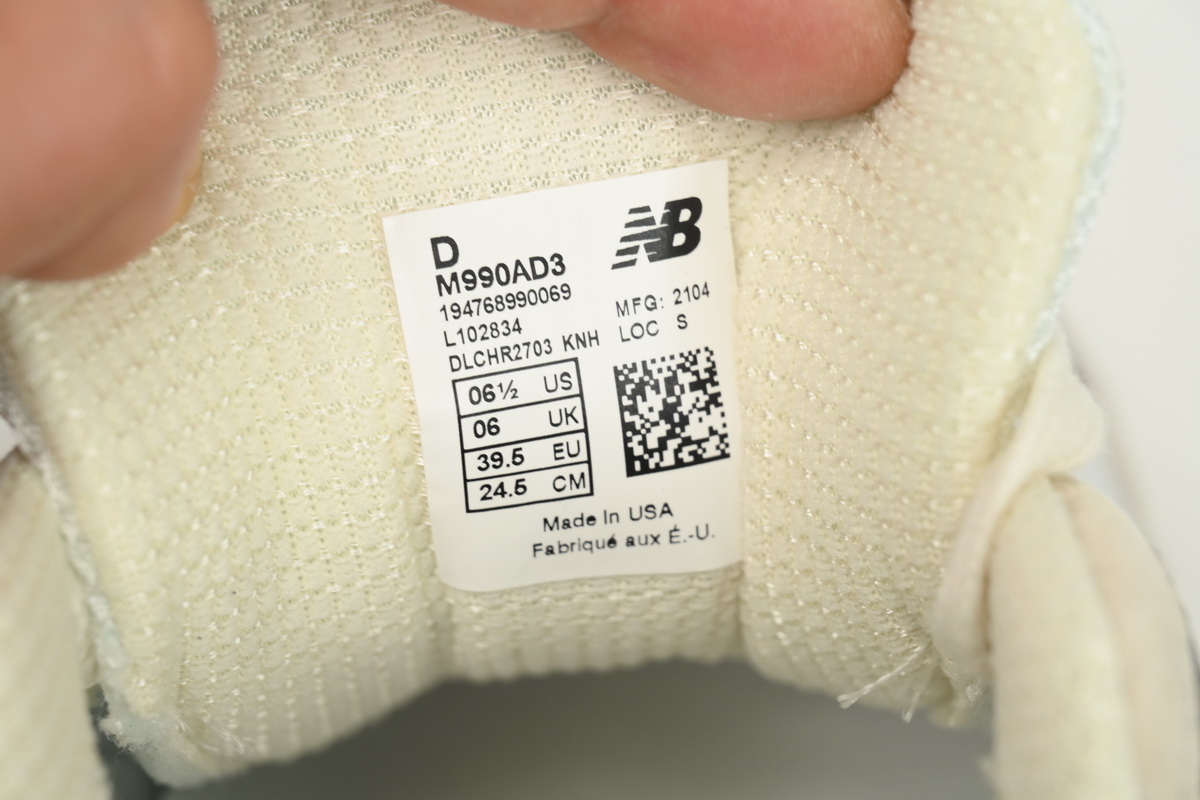 D
NB
M990AD3
194768990069
MFG: 2104
L102834
LOC S
DLCHR2703 KNH
06½ US
06 UK
39.5 EU
24.5 CM
Made In USA
Fabriqué aux É.-U.